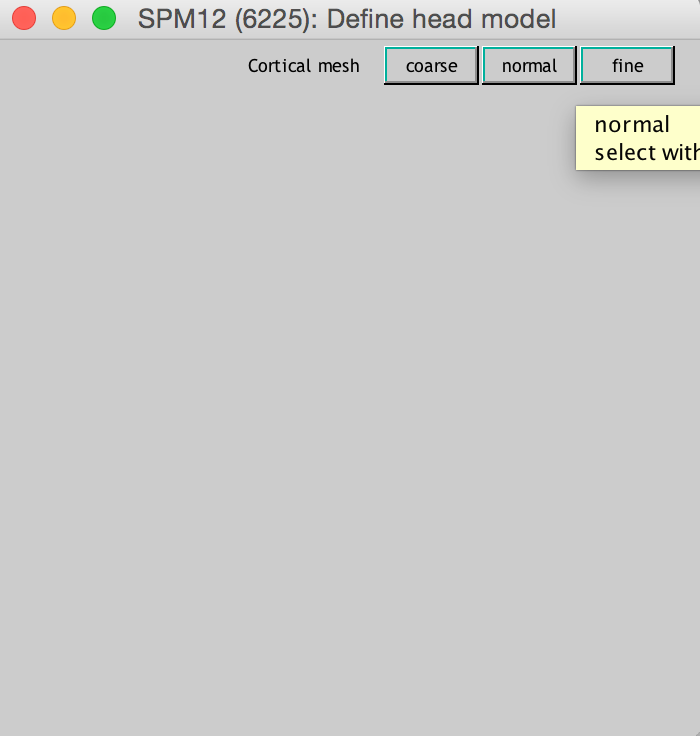 SPM12 (6225): Define head model
Cortical mesh coarse normal fine
normal
select with